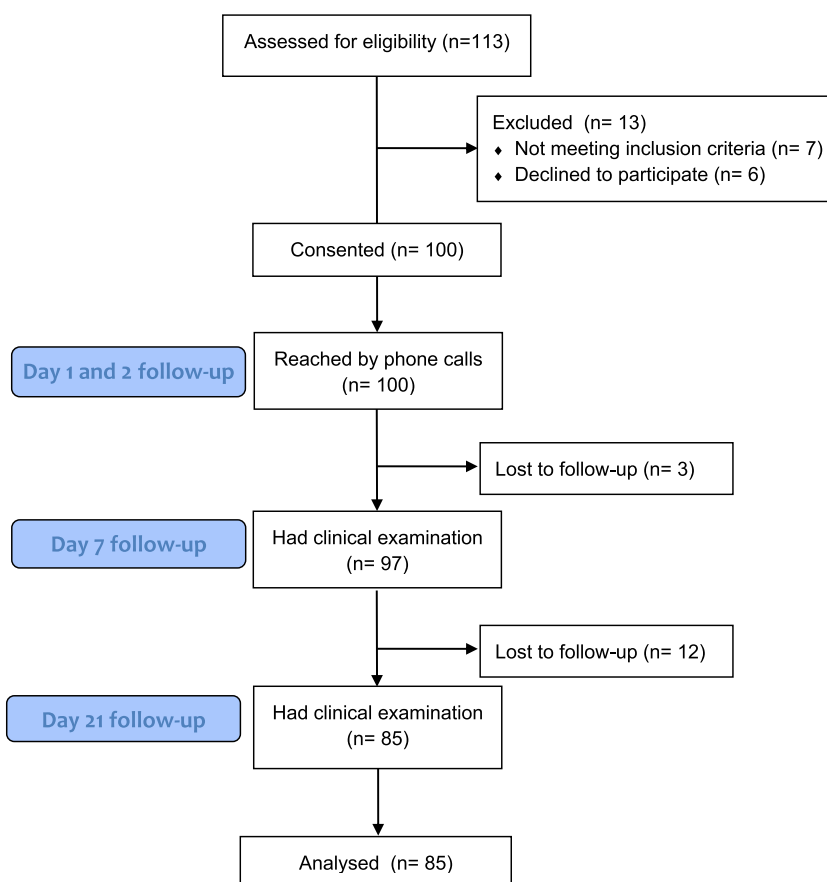 Assessed for eligibility (n=113)
Excluded (n= 13)
♦ Not meeting inclusion criteria (n= 7)
♦ Declined to participate (n= 6)
Consented (n= 100)
Day 1 and 2 follow-up
Reached by phone calls
(n= 100)
Lost to follow-up (n= 3)
Day 7 follow-up
Had clinical examination
(n= 97)
Lost to follow-up (n= 12)
Day 21 follow-up
Had clinical examination
(n= 85)
Analysed (n= 85)